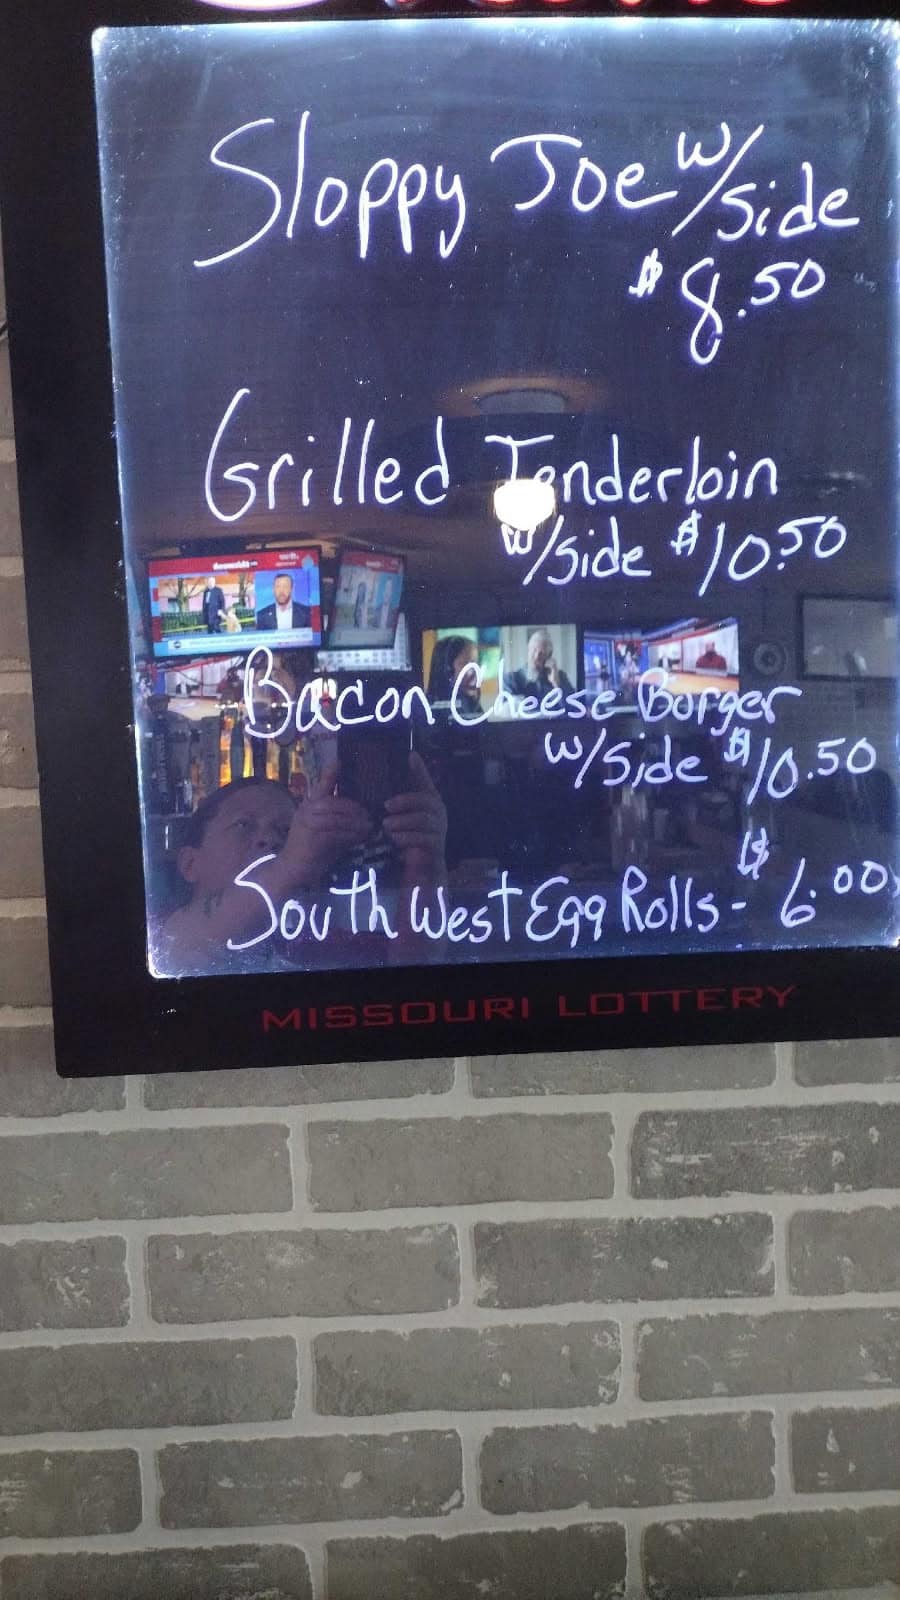 Sloppy Joe w/side
$8.50
Grilled Tenderloin
w/side $10.50
Bacon Cheese Borger
w/side $10.50
South West Egg Rolls - $6.00
MISSOURI LOTTERY